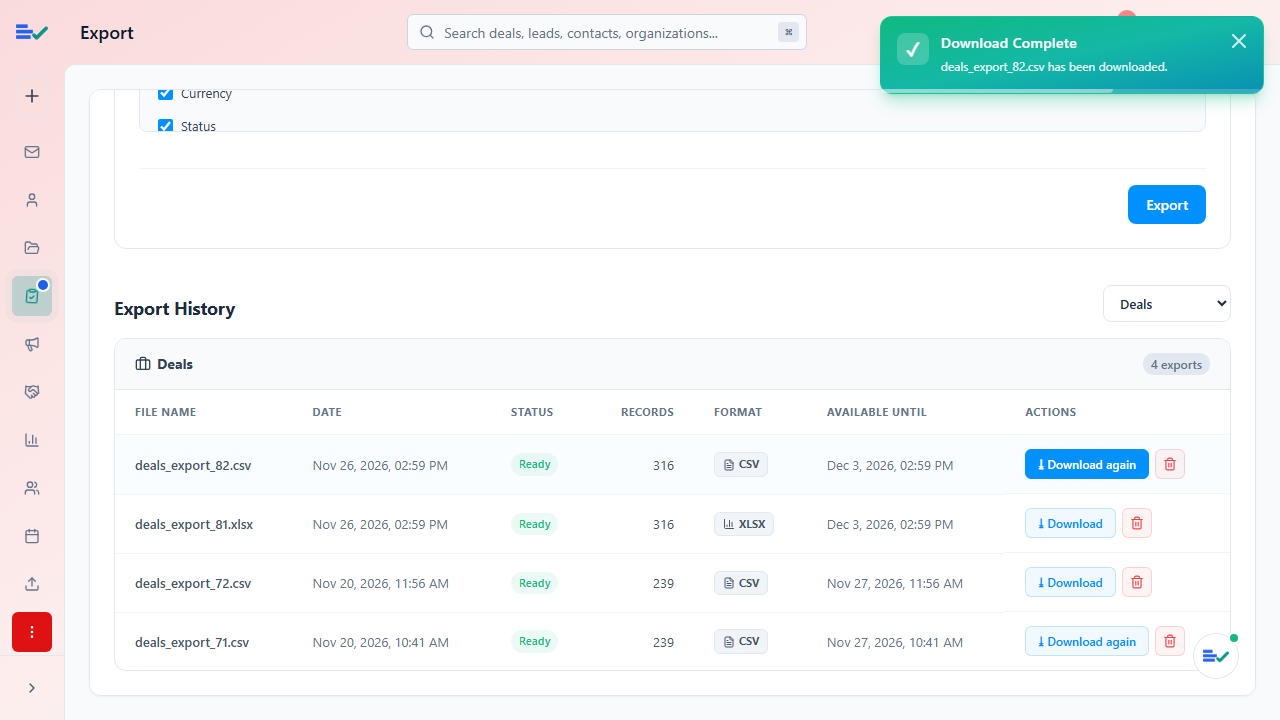 Export
Search deals, leads, contacts, organizations...
⌘
Download Complete
deals_export_82.csv has been downloaded.
Currency
Status
Export
Export History
Deals
Deals
4 exports
FILE NAME DATE STATUS RECORDS FORMAT AVAILABLE UNTIL ACTIONS
deals_export_82.csv Nov 26, 2026, 02:59 PM Ready 316 CSV Dec 3, 2026, 02:59 PM Download again
deals_export_81.xlsx Nov 26, 2026, 02:59 PM Ready 316 XLSX Dec 3, 2026, 02:59 PM Download
deals_export_72.csv Nov 20, 2026, 11:56 AM Ready 239 CSV Nov 27, 2026, 11:56 AM Download
deals_export_71.csv Nov 20, 2026, 10:41 AM Ready 239 CSV Nov 27, 2026, 10:41 AM Download again